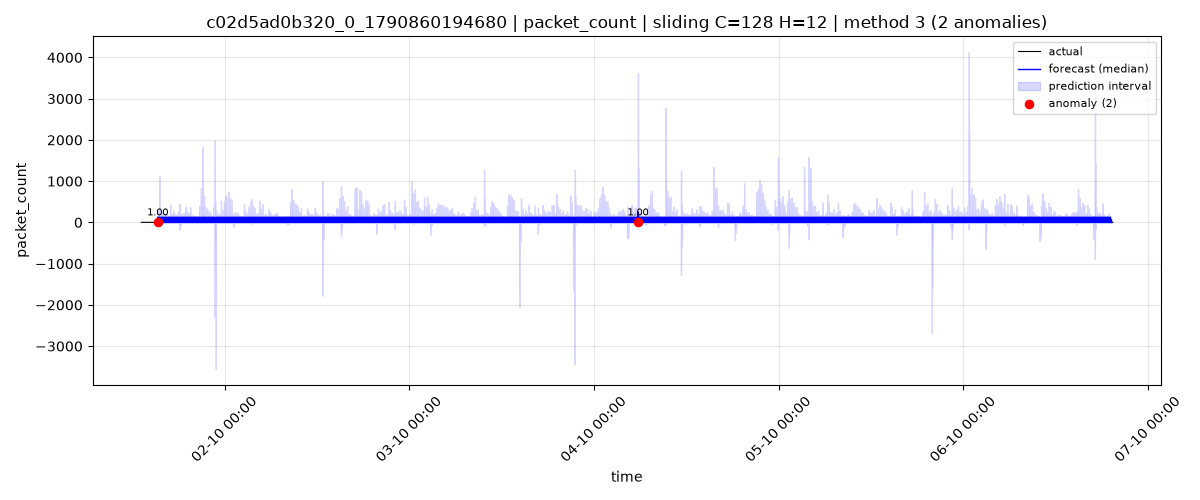 c02d5ad0b320_0_1790860194680 | packet_count | sliding C=128 H=12 | method 3 (2 anomalies)
packet_count
4000
3000
2000
1000
0
−1000
−2000
−3000
actual
forecast (median)
prediction interval
anomaly (2)
1.00
1.00
02-10 00:00
03-10 00:00
04-10 00:00
05-10 00:00
06-10 00:00
07-10 00:00
time